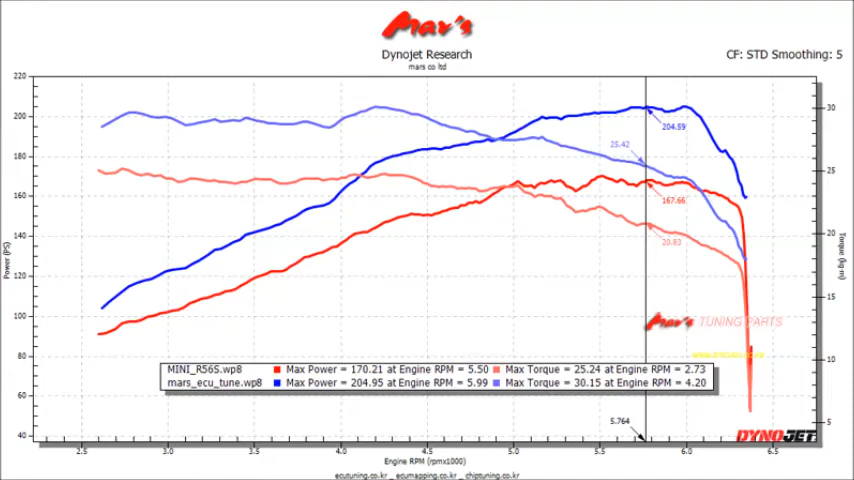 Mar's
Dynojet Research
mars co ltd
CF: STD Smoothing: 5
220
200
180
160
140
120
100
80
60
40
Power (PS)
30
25
20
15
10
5
Torque (kg·m)
204.59
25.42
167.66
20.83
Mar's TUNING PARTS
MINI_R56S.wp8 Max Power = 170.21 at Engine RPM = 5.50 Max Torque = 25.24 at Engine RPM = 2.73
mars_ecu_tune.wp8 Max Power = 204.95 at Engine RPM = 5.99 Max Torque = 30.15 at Engine RPM = 4.20
5.764
DYNOJET
2.5 3.0 3.5 4.0 4.5 5.0 5.5 6.0 6.5
Engine RPM (rpmx1000)
ecutuning.co.kr _ ecumapping.co.kr _ chiptuning.co.kr